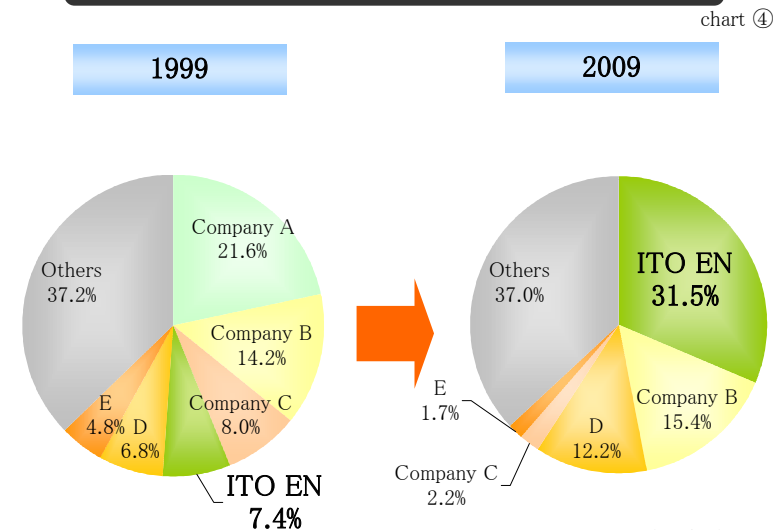 chart ④
1999
2009
Company A
21.6%
Company B
14.2%
Company C
8.0%
ITO EN
7.4%
D
6.8%
E
4.8%
Others
37.2%
ITO EN
31.5%
Company B
15.4%
D
12.2%
Company C
2.2%
E
1.7%
Others
37.0%